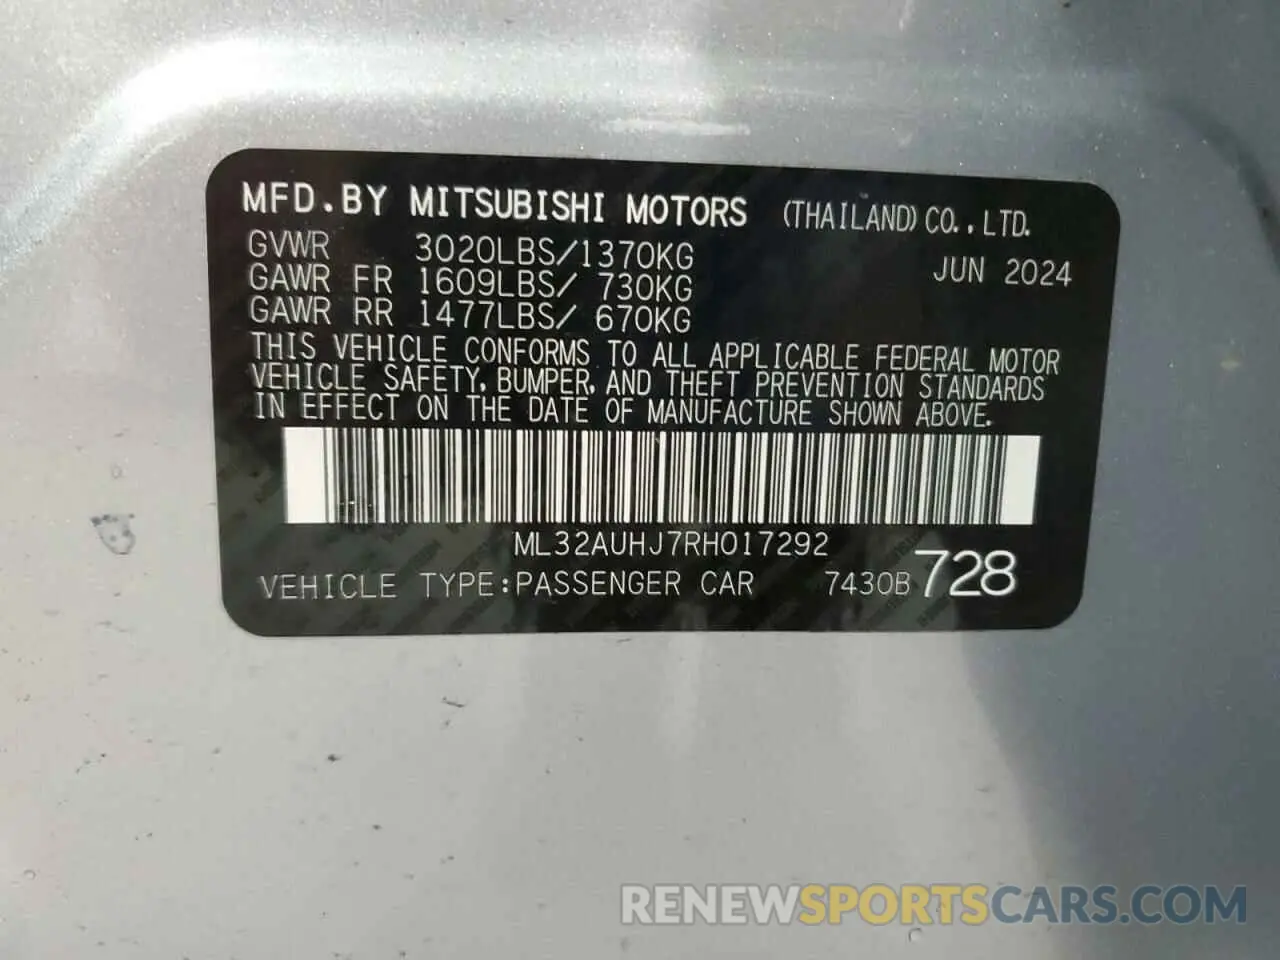 MFD.BY MITSUBISHI MOTORS (THAILAND) CO.,LTD.
GVWR 3020LBS/1370KG JUN 2024
GAWR FR 1609LBS/ 730KG
GAWR RR 1477LBS/ 670KG
THIS VEHICLE CONFORMS TO ALL APPLICABLE FEDERAL MOTOR
VEHICLE SAFETY, BUMPER, AND THEFT PREVENTION STANDARDS
IN EFFECT ON THE DATE OF MANUFACTURE SHOWN ABOVE.
ML32AUHJ7RH017292
VEHICLE TYPE:PASSENGER CAR 7430B 728
RENEWSPORTSCARS.COM